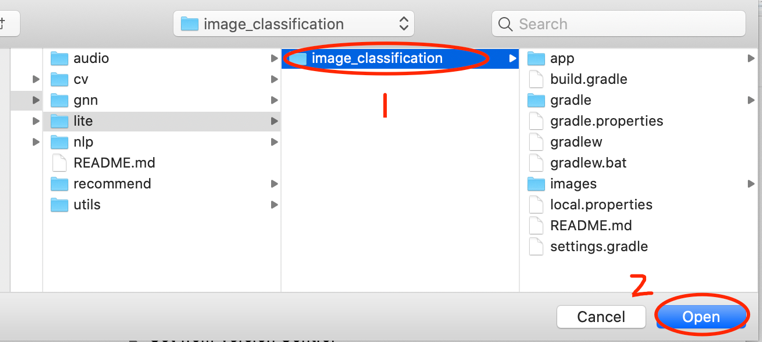 image_classification
Search
audio
cv
gnn
lite
nlp
README.md
recommend
utils
image_classification
1
app
build.gradle
gradle
gradle.properties
gradlew
gradlew.bat
images
local.properties
README.md
settings.gradle
2
Cancel
Open